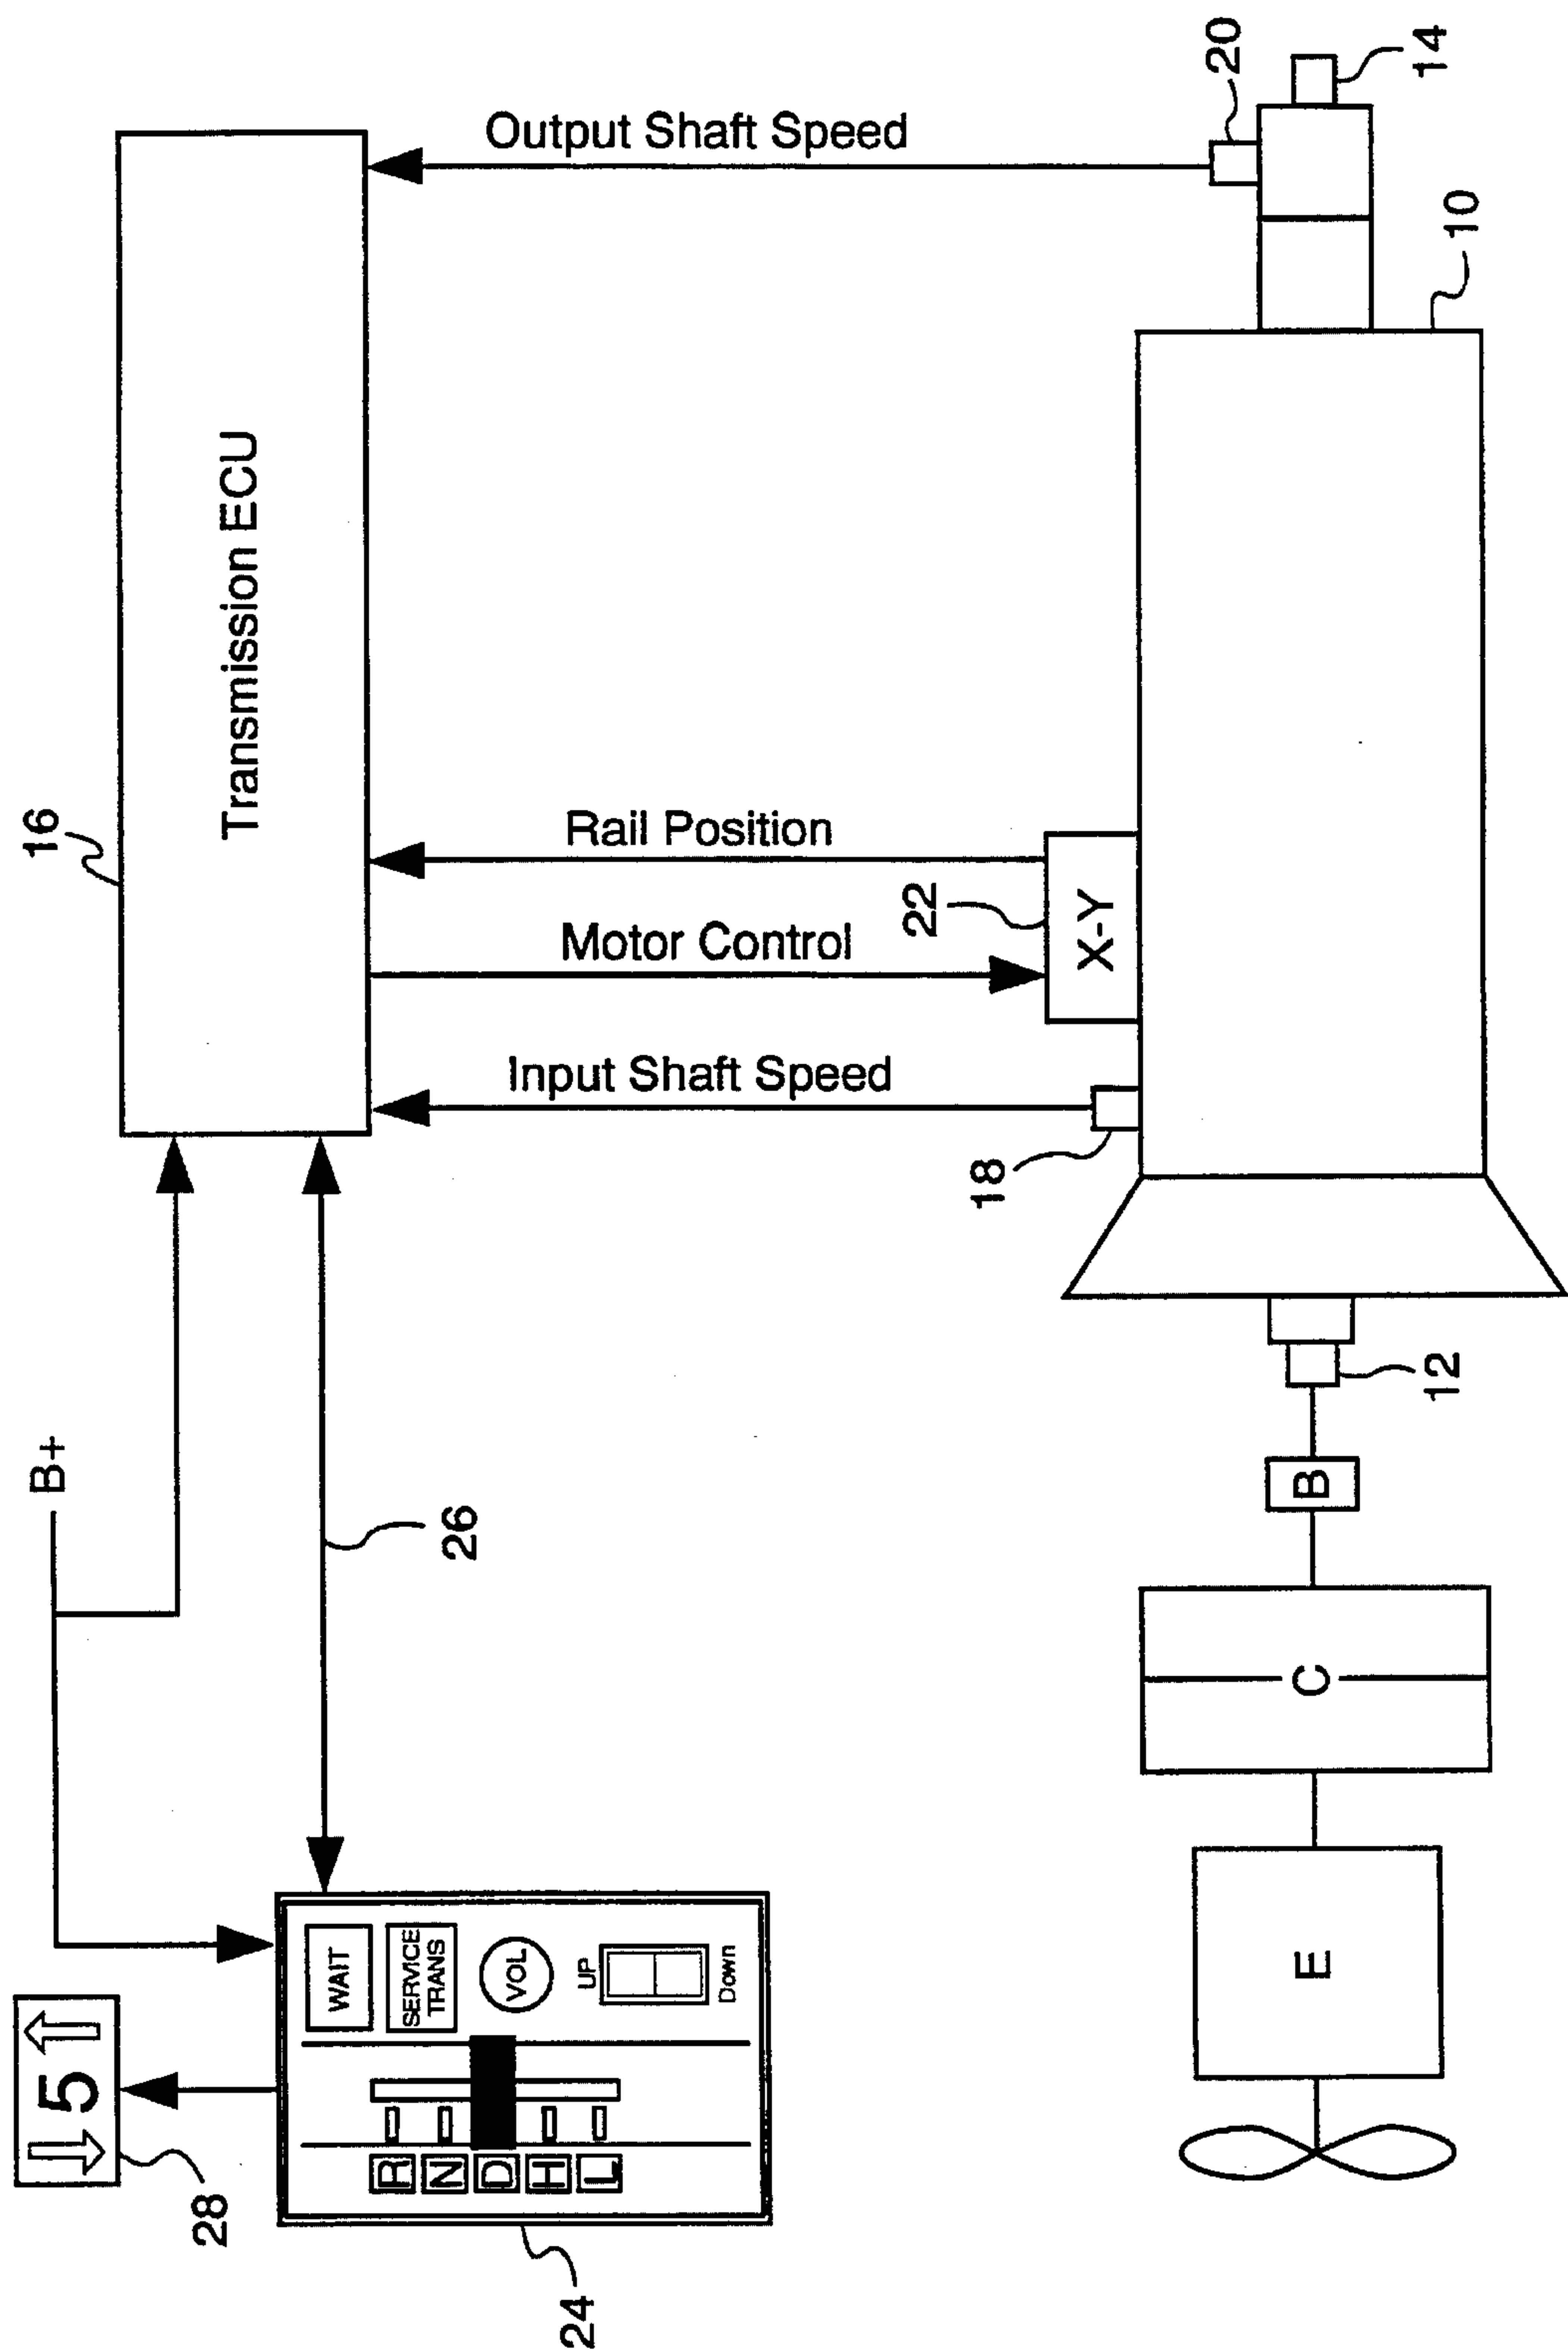 28
5
B+
16
Transmission ECU
24
R
N
D
H
L
WAIT
SERVICE
TRANS
VOL
UP
Down
26
Input Shaft Speed
Motor Control
Rail Position
Output Shaft Speed
18
22
X-Y
20
E
C
B
12
10
14